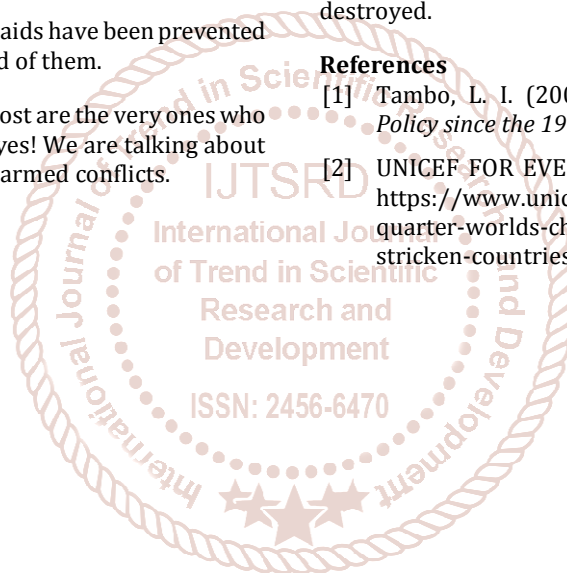 aids have been prevented
d of them.
ost are the very ones who
yes! We are talking about
armed conflicts.
destroyed.
References
[1] Tambo, L. I. (200
Policy since the 19
[2] UNICEF FOR EVE
https://www.unic
quarter-worlds-ch
stricken-countries
International Journal of Trend in Scientific Research and Development
IJTSRD
International Journal
of Trend in Scientific
Research and
Development
ISSN: 2456-6470